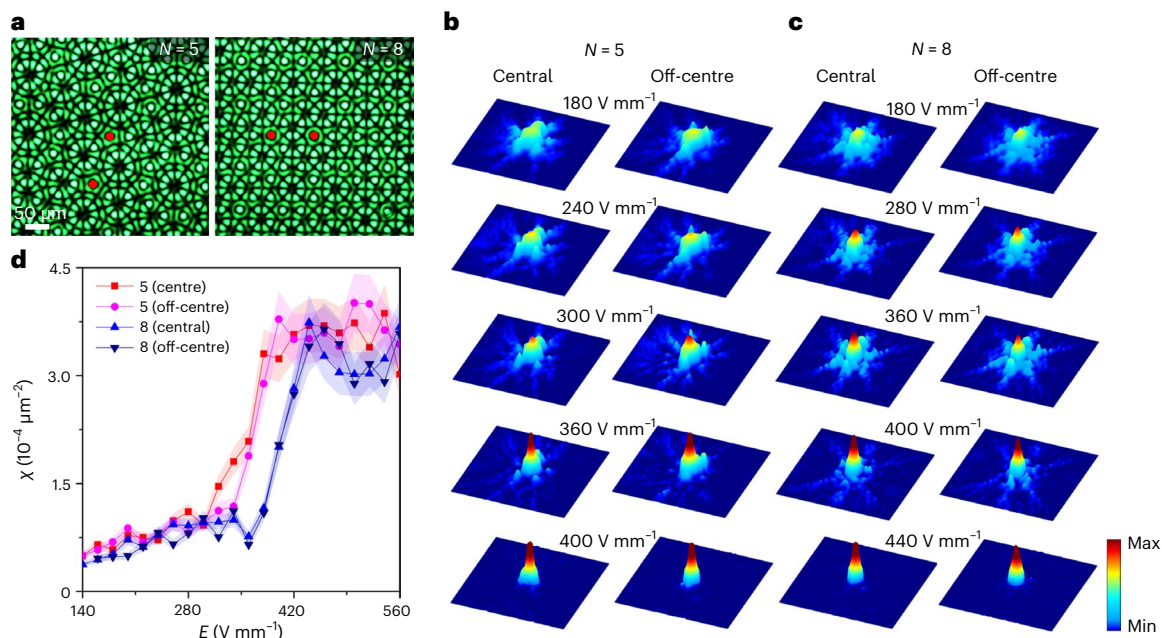 a
N = 5
N = 8
50 μm
b
N = 5
Central
Off-centre
180 V mm⁻¹
240 V mm⁻¹
300 V mm⁻¹
360 V mm⁻¹
400 V mm⁻¹
c
N = 8
Central
Off-centre
180 V mm⁻¹
280 V mm⁻¹
360 V mm⁻¹
400 V mm⁻¹
440 V mm⁻¹
Max
Min
d
4.5
3.0
1.5
0
χ (10⁻⁴ μm⁻²)
5 (centre)
5 (off-centre)
8 (central)
8 (off-centre)
140
280
420
560
E (V mm⁻¹)